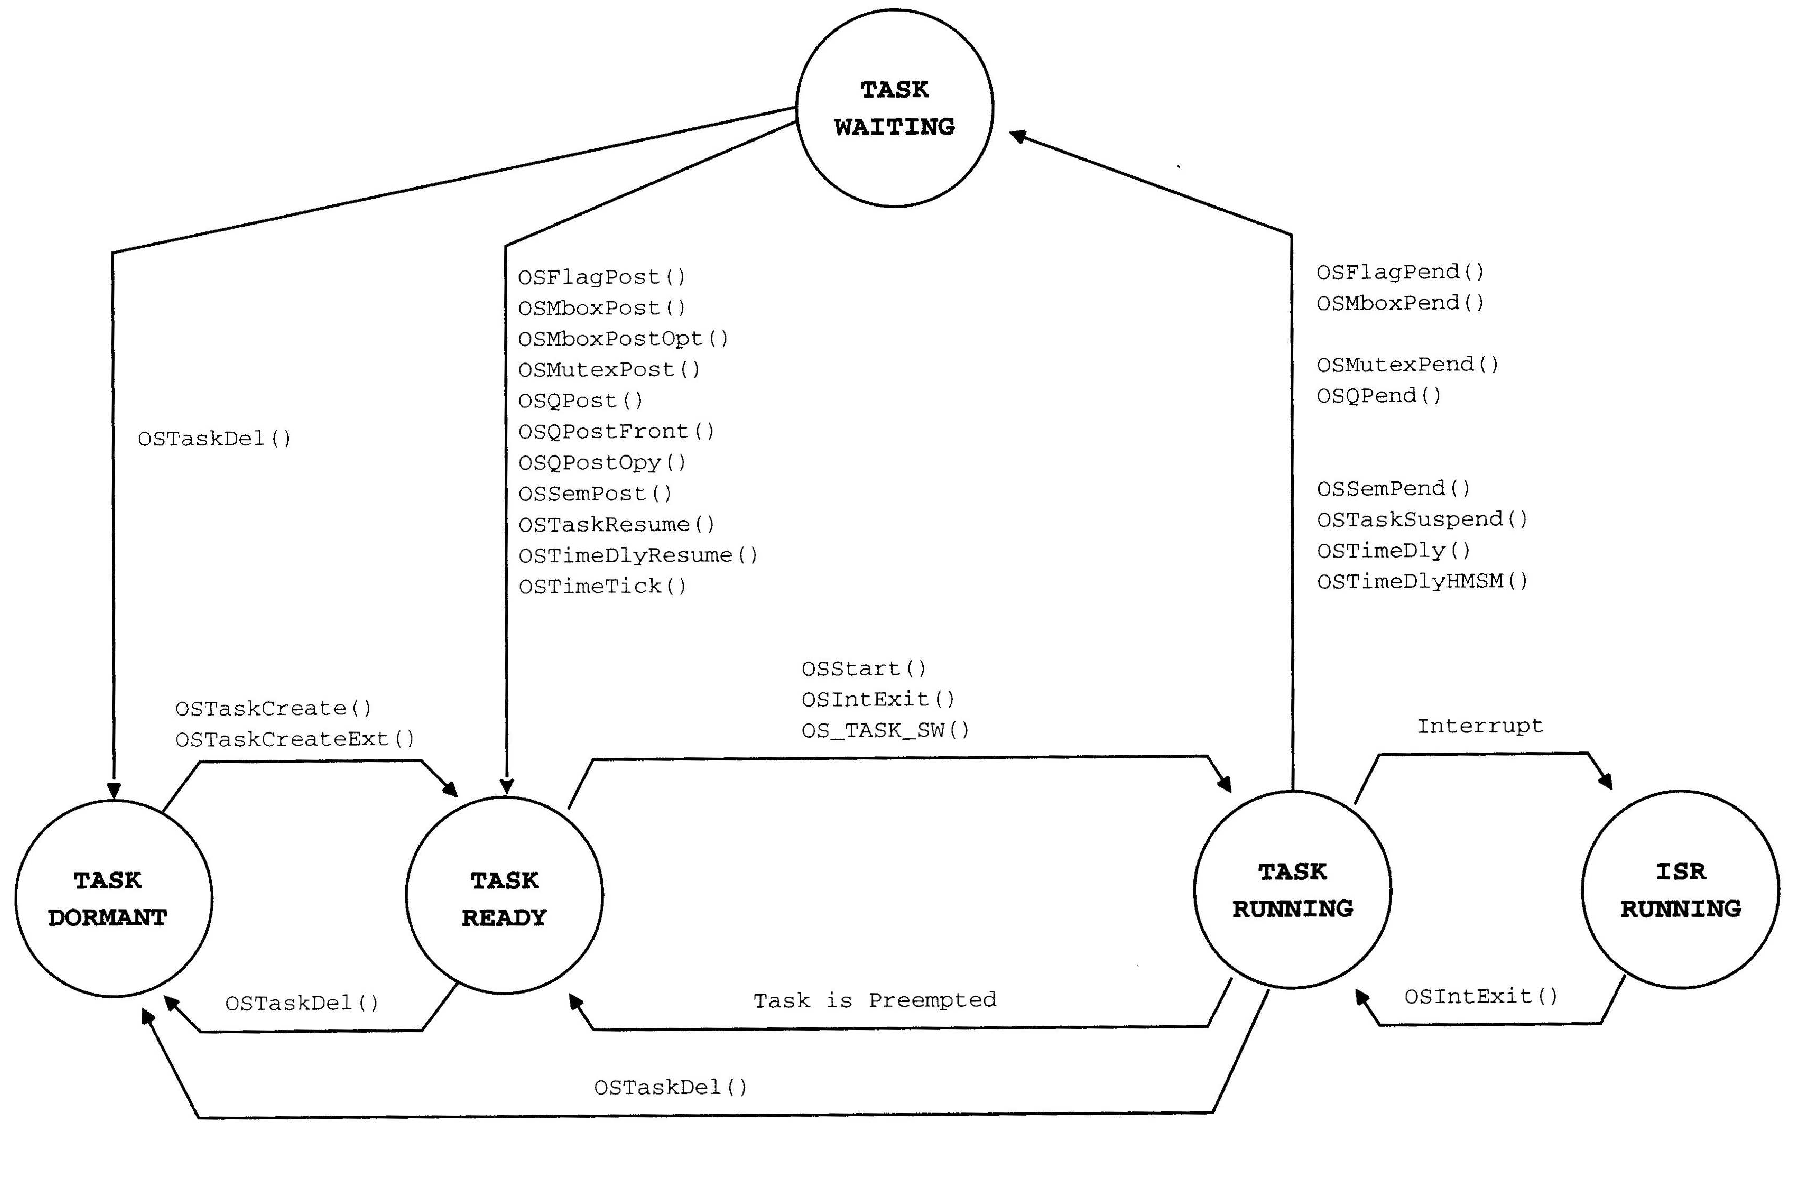 TASK
WAITING
OSFlagPost()
OSMboxPost()
OSMboxPostOpt()
OSMutexPost()
OSQPost()
OSQPostFront()
OSQPostOpy()
OSSemPost()
OSTaskResume()
OSTimeDlyResume()
OSTimeTick()
OSFlagPend()
OSMboxPend()
OSMutexPend()
OSQPend()
OSSemPend()
OSTaskSuspend()
OSTimeDly()
OSTimeDlyHMSM()
OSTaskDel()
OSTaskCreate()
OSTaskCreateExt()
OSStart()
OSIntExit()
OS_TASK_SW()
Interrupt
TASK
DORMANT
TASK
READY
TASK
RUNNING
ISR
RUNNING
OSTaskDel()
Task is Preempted
OSIntExit()
OSTaskDel()